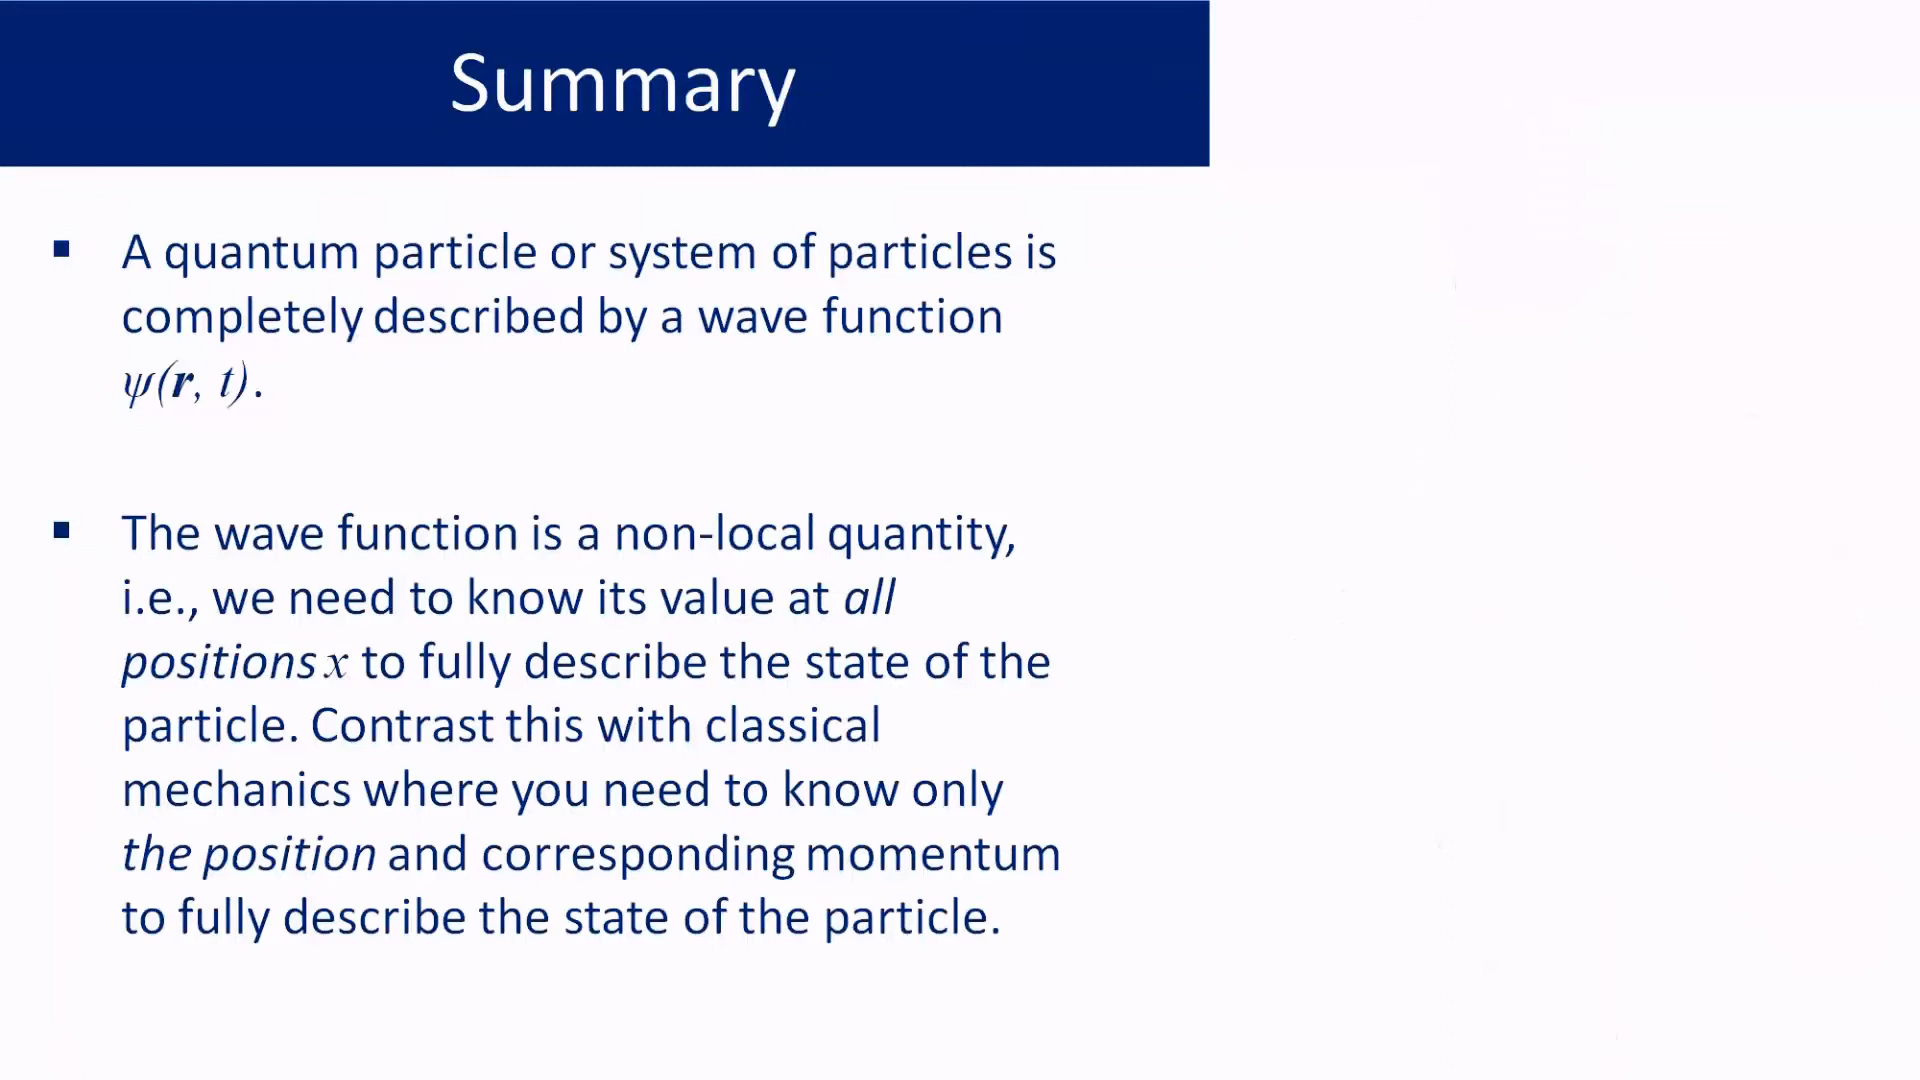 Summary
▪ A quantum particle or system of particles is
completely described by a wave function
ψ(r, t).
▪ The wave function is a non-local quantity,
i.e., we need to know its value at all
positions x to fully describe the state of the
particle. Contrast this with classical
mechanics where you need to know only
the position and corresponding momentum
to fully describe the state of the particle.